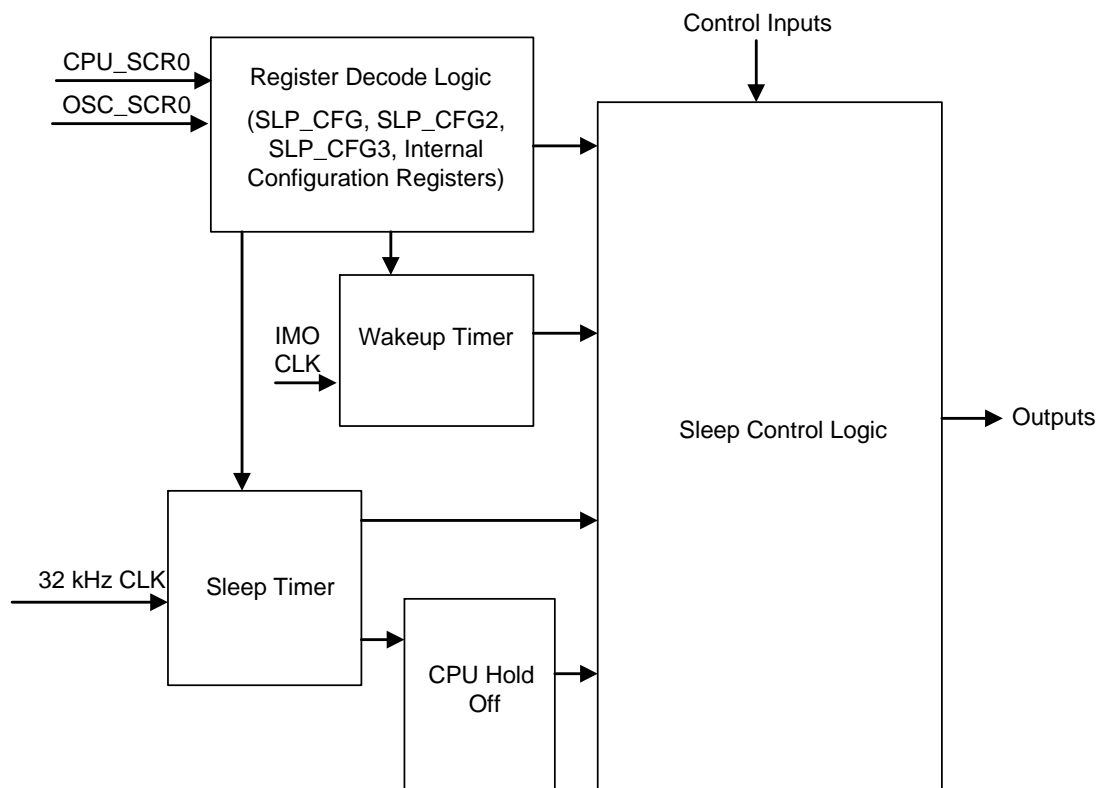 Control Inputs
CPU_SCR0
OSC_SCR0
Register Decode Logic
(SLP_CFG, SLP_CFG2,
SLP_CFG3, Internal
Configuration Registers)
IMO
CLK
Wakeup Timer
Sleep Control Logic
Outputs
32 kHz CLK
Sleep Timer
CPU Hold
Off